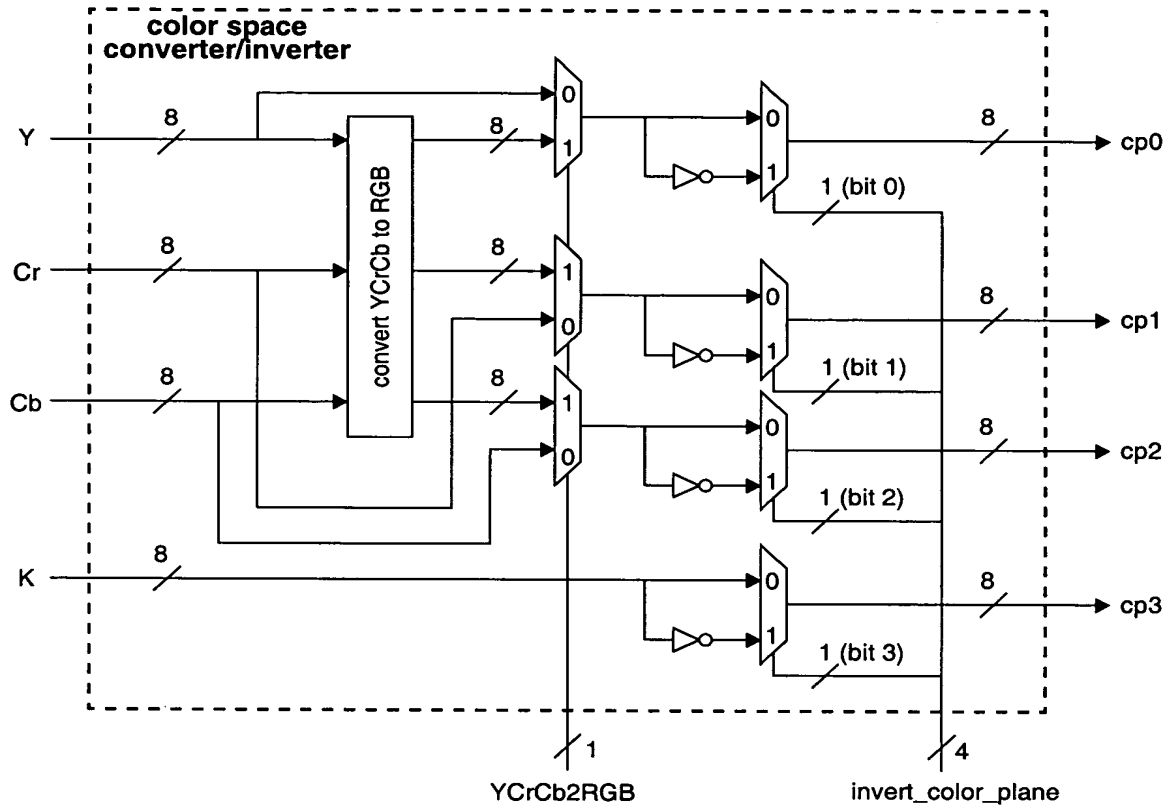 color space
converter/inverter
0
8
8
8
0
Y
cp0
1
1
1 (bit 0)
convert YCrCb to RGB
8
8
Cr
1
0
8
cp1
0
1
8
8
1 (bit 1)
Cb
1
0
8
cp2
0
1
1 (bit 2)
8
K
0
8
cp3
1
1 (bit 3)
1
4
YCrCb2RGB
invert_color_plane